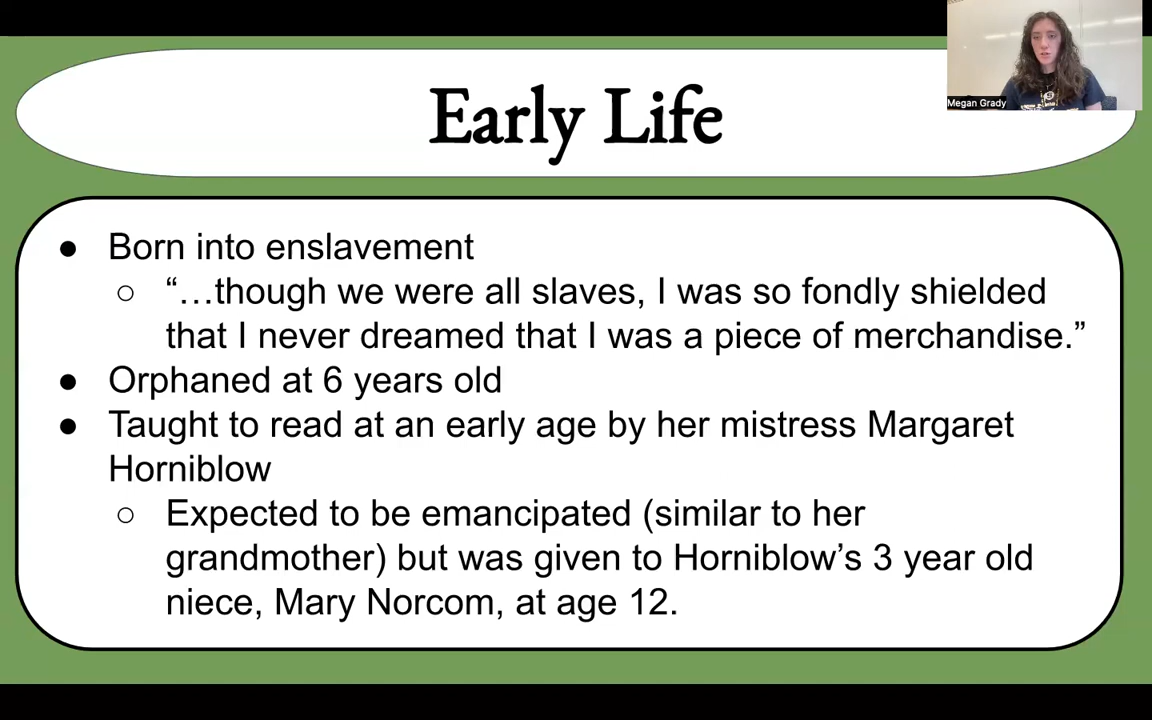 Early Life
Megan Grady
● Born into enslavement
○ “…though we were all slaves, I was so fondly shielded
that I never dreamed that I was a piece of merchandise.”
● Orphaned at 6 years old
● Taught to read at an early age by her mistress Margaret
Horniblow
○ Expected to be emancipated (similar to her
grandmother) but was given to Horniblow’s 3 year old
niece, Mary Norcom, at age 12.